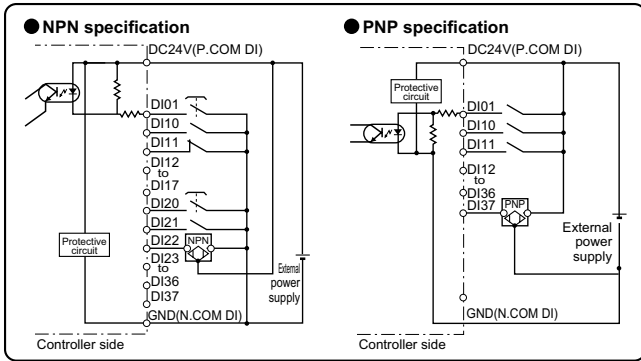 ● NPN specification
DC24V(P.COM DI)
DI01
DI10
DI11
DI12
to
DI17
DI20
DI21
DI22
NPN
DI23
to
DI36
DI37
GND(N.COM DI)
Protective
circuit
External
power
supply
Controller side
● PNP specification
DC24V(P.COM DI)
Protective
circuit
DI01
DI10
DI11
DI12
to
DI36
DI37
PNP
External
power
supply
GND(N.COM DI)
Controller side